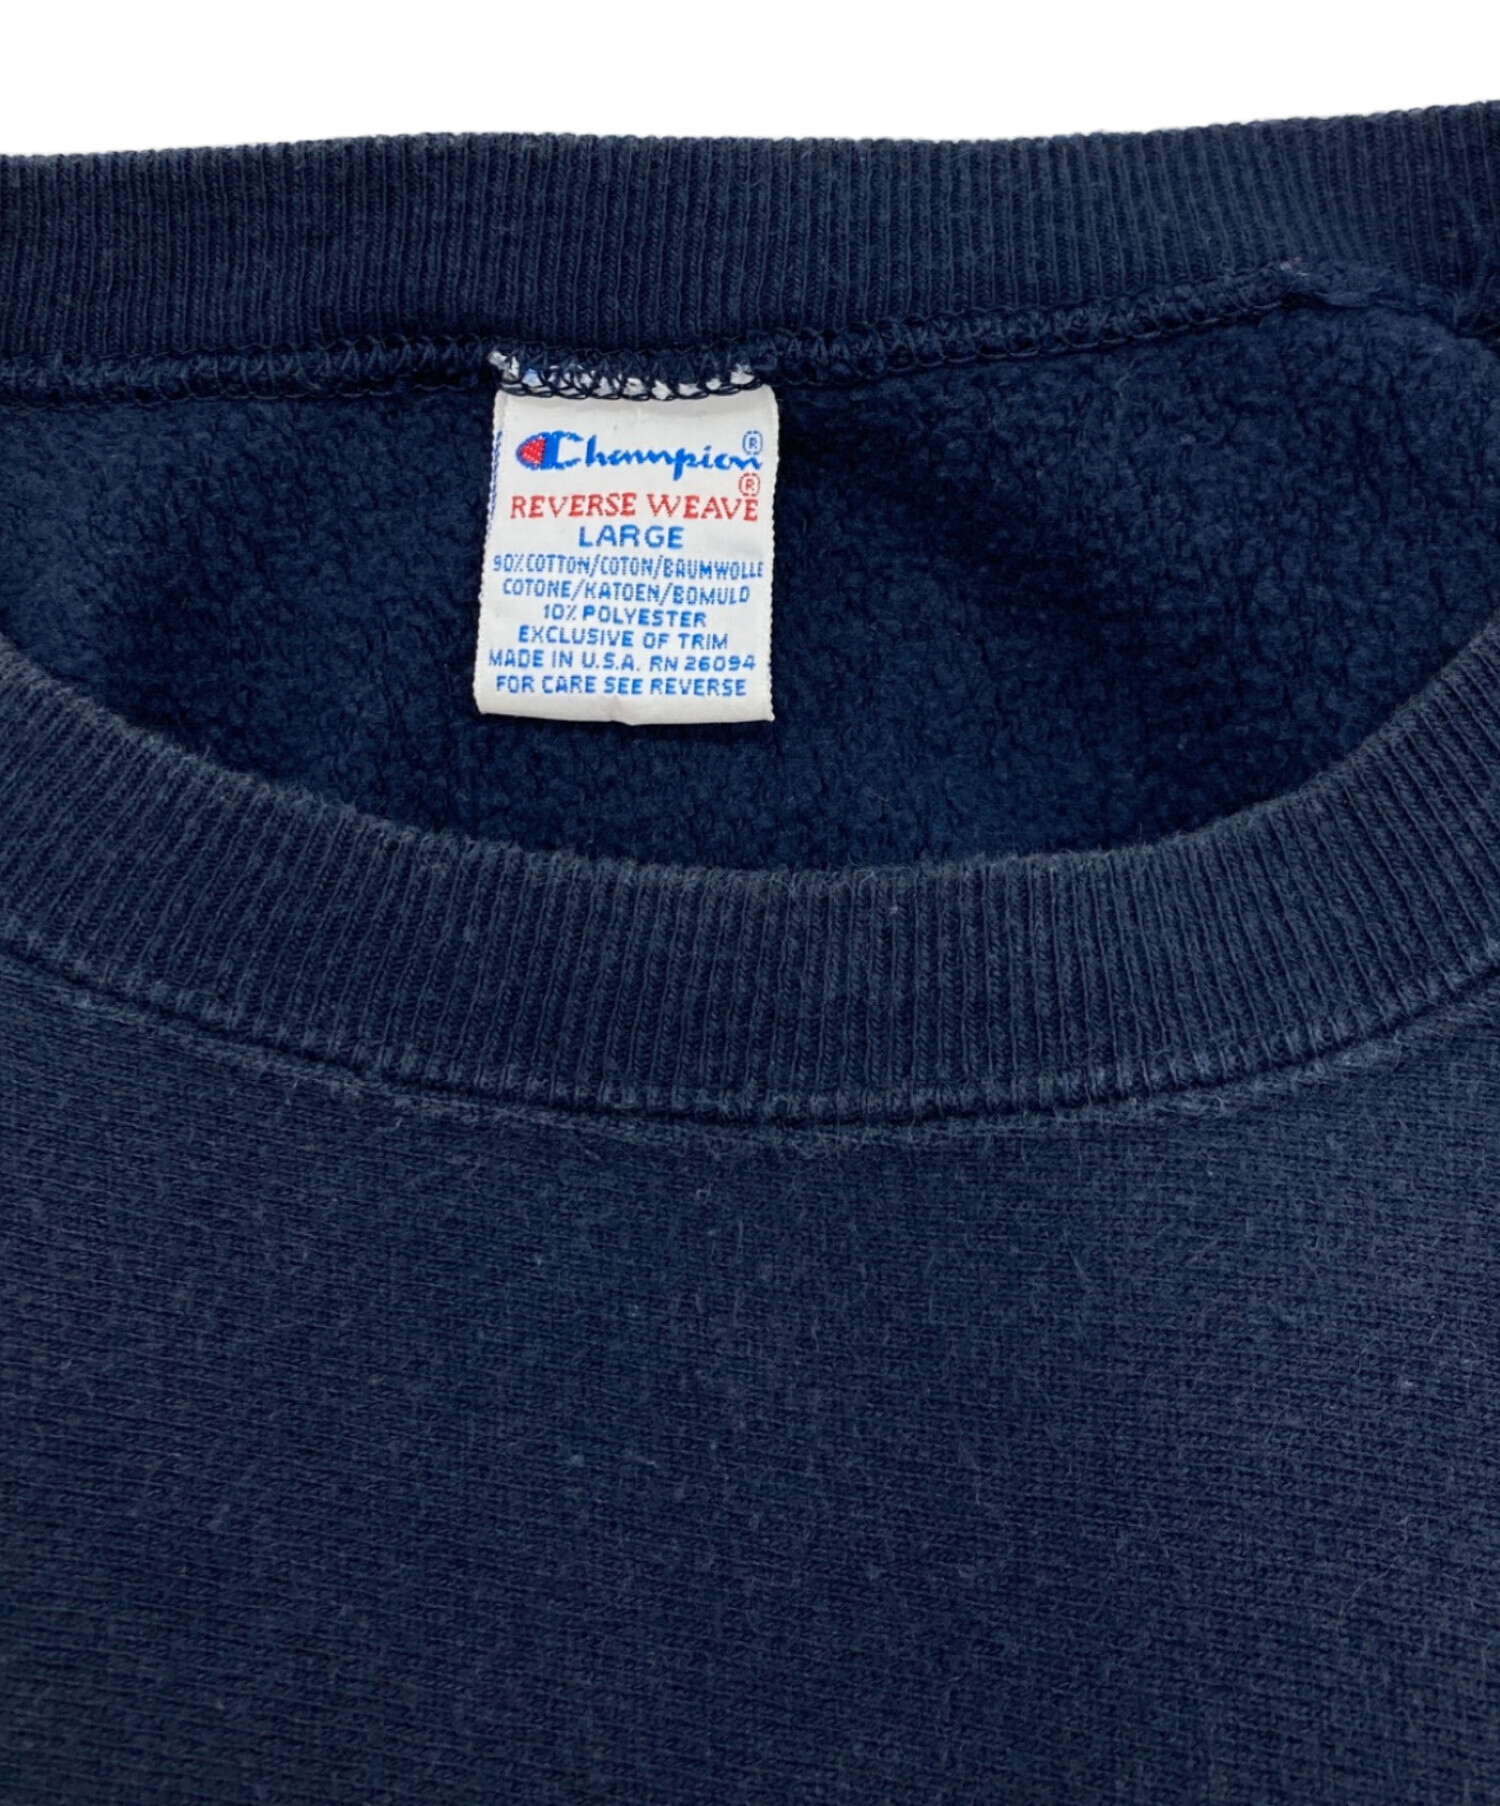 Champion®
REVERSE WEAVE®
LARGE
90% COTTON/COTON/BAUMWOLLE
COTONE/KATOEN/BOMULD
10% POLYESTER
EXCLUSIVE OF TRIM
MADE IN U.S.A. RN 26094
FOR CARE SEE REVERSE